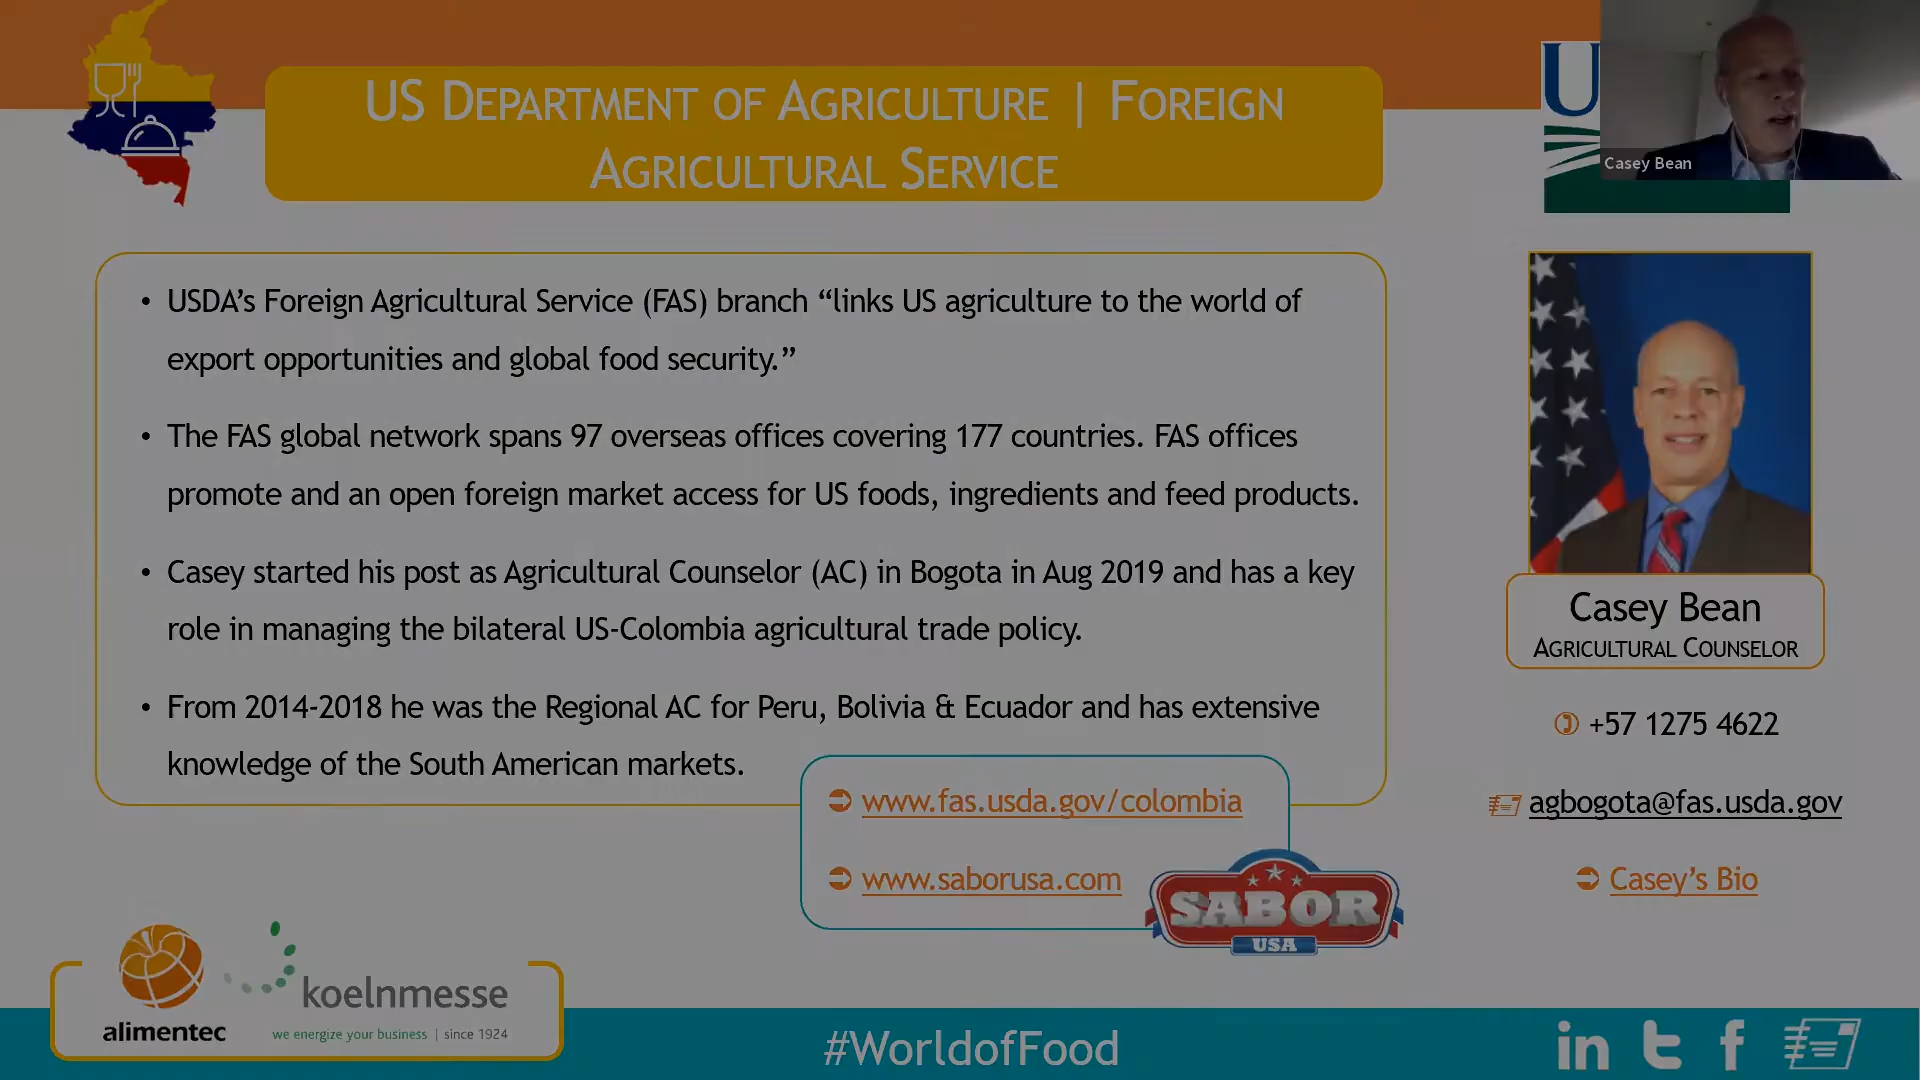 US DEPARTMENT OF AGRICULTURE | FOREIGN
AGRICULTURAL SERVICE
U
Casey Bean
• USDA’s Foreign Agricultural Service (FAS) branch “links US agriculture to the world of
export opportunities and global food security.”
• The FAS global network spans 97 overseas offices covering 177 countries. FAS offices
promote and an open foreign market access for US foods, ingredients and feed products.
• Casey started his post as Agricultural Counselor (AC) in Bogota in Aug 2019 and has a key
role in managing the bilateral US-Colombia agricultural trade policy.
• From 2014-2018 he was the Regional AC for Peru, Bolivia & Ecuador and has extensive
knowledge of the South American markets.
www.fas.usda.gov/colombia
www.saborusa.com
SABOR
USA
Casey Bean
AGRICULTURAL COUNSELOR
+57 1275 4622
agbogota@fas.usda.gov
Casey’s Bio
alimentec
koelnmesse
we energize your business | since 1924
#WorldofFood